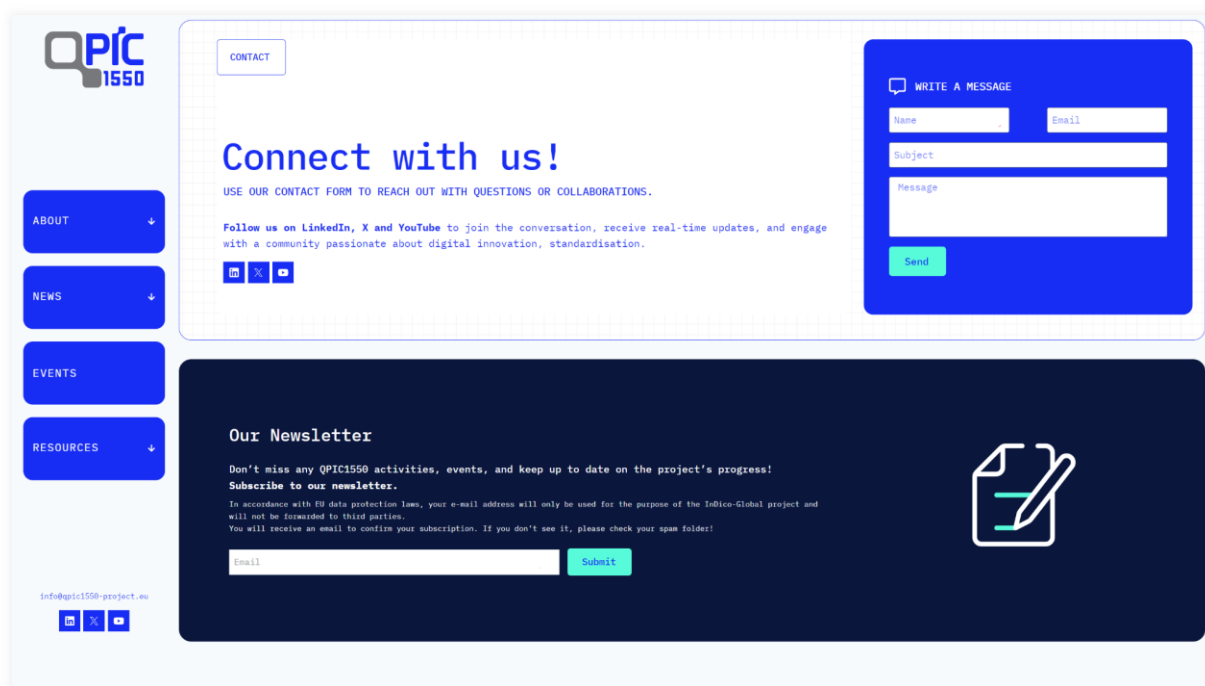 QPIC
1550
ABOUT
NEWS
EVENTS
RESOURCES
info@qpic1550-project.eu
CONTACT
Connect with us!
USE OUR CONTACT FORM TO REACH OUT WITH QUESTIONS OR COLLABORATIONS.
Follow us on LinkedIn, X and YouTube to join the conversation, receive real-time updates, and engage
with a community passionate about digital innovation, standardisation.
WRITE A MESSAGE
Name
Email
Subject
Message
Send
Our Newsletter
Don't miss any QPIC1550 activities, events, and keep up to date on the project's progress!
Subscribe to our newsletter.
In accordance with EU data protection laws, your e-mail address will only be used for the purpose of the InDico-Global project and
will not be forwarded to third parties.
You will receive an email to confirm your subscription. If you don't see it, please check your spam folder!
Email
Submit